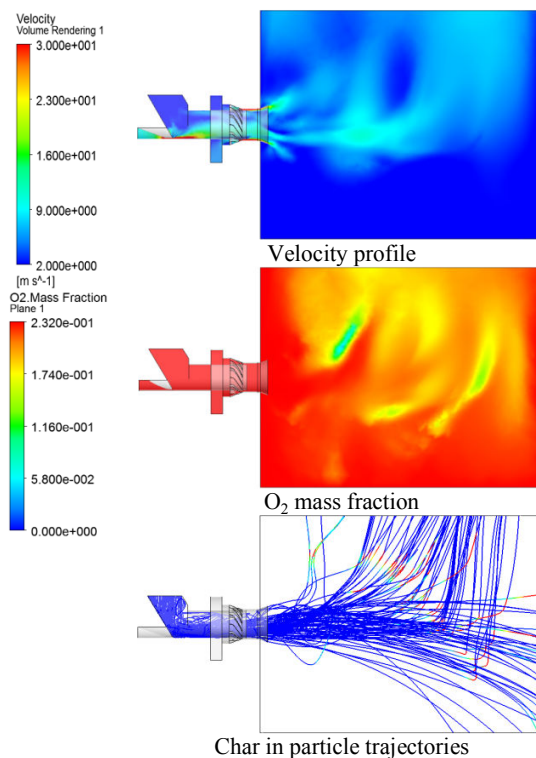 Velocity
Volume Rendering 1
3.000e+001
2.300e+001
1.600e+001
9.000e+000
2.000e+000
[m s^-1]
Velocity profile
O2.Mass Fraction
Plane 1
2.320e-001
1.740e-001
1.160e-001
5.800e-002
0.000e+000
O₂ mass fraction
Char in particle trajectories